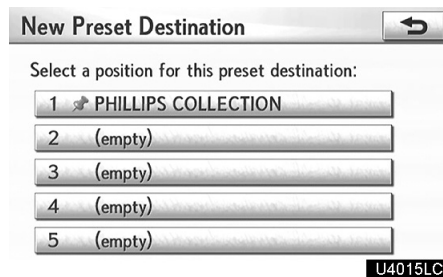 New Preset Destination
Select a position for this preset destination:
1 PHILLIPS COLLECTION
2 (empty)
3 (empty)
4 (empty)
5 (empty)
U4015LC